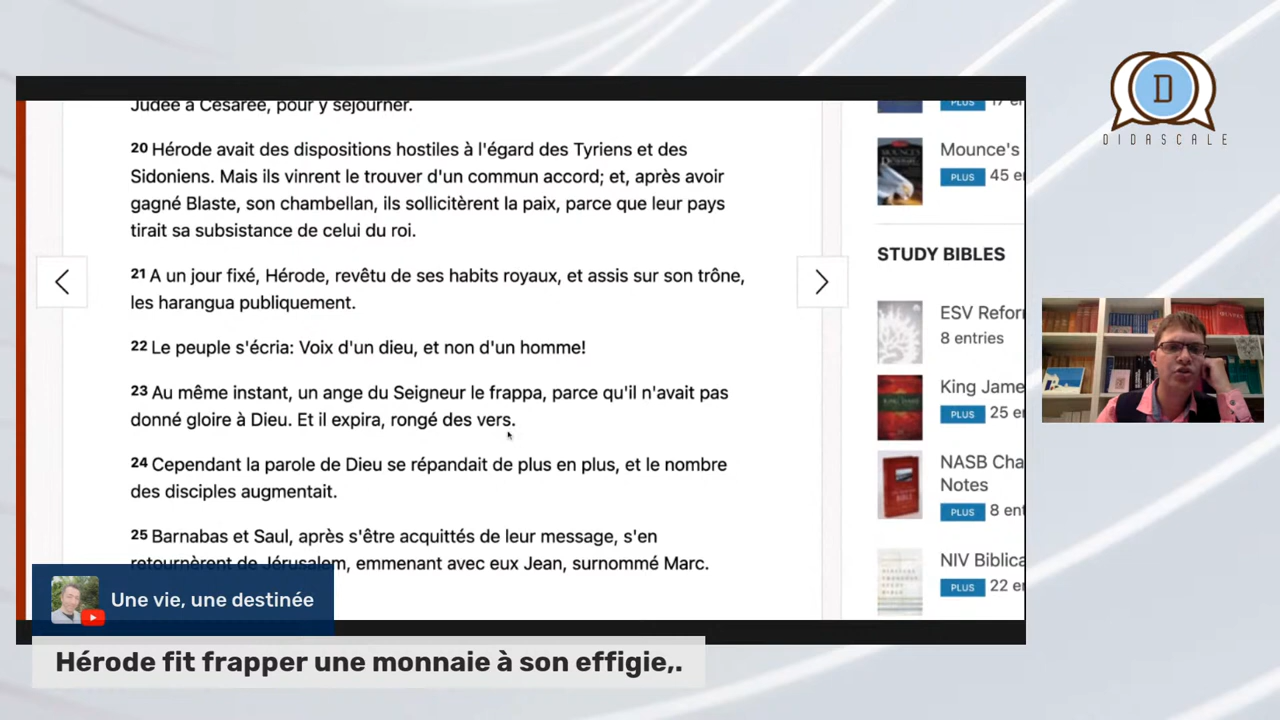 Judée à Césarée, pour y séjourner.
20 Hérode avait des dispositions hostiles à l'égard des Tyriens et des
Sidoniens. Mais ils vinrent le trouver d'un commun accord; et, après avoir
gagné Blaste, son chambellan, ils sollicitèrent la paix, parce que leur pays
tirait sa subsistance de celui du roi.
21 A un jour fixé, Hérode, revêtu de ses habits royaux, et assis sur son trône,
les harangua publiquement.
22 Le peuple s'écria: Voix d'un dieu, et non d'un homme!
23 Au même instant, un ange du Seigneur le frappa, parce qu'il n'avait pas
donné gloire à Dieu. Et il expira, rongé des vers.
24 Cependant la parole de Dieu se répandait de plus en plus, et le nombre
des disciples augmentait.
25 Barnabas et Saul, après s'être acquittés de leur message, s'en
retournèrent de Jérusalem, emmenant avec eux Jean, surnommé Marc.
PLUS 17 e
Mounce's
PLUS 45 e
STUDY BIBLES
ESV Refor
8 entries
King Jame
PLUS 25 e
NASB Cha
Notes
PLUS 8 en
NIV Biblica
PLUS 22 e
D
DIDASCALE
Une vie, une destinée
Hérode fit frapper une monnaie à son effigie,.